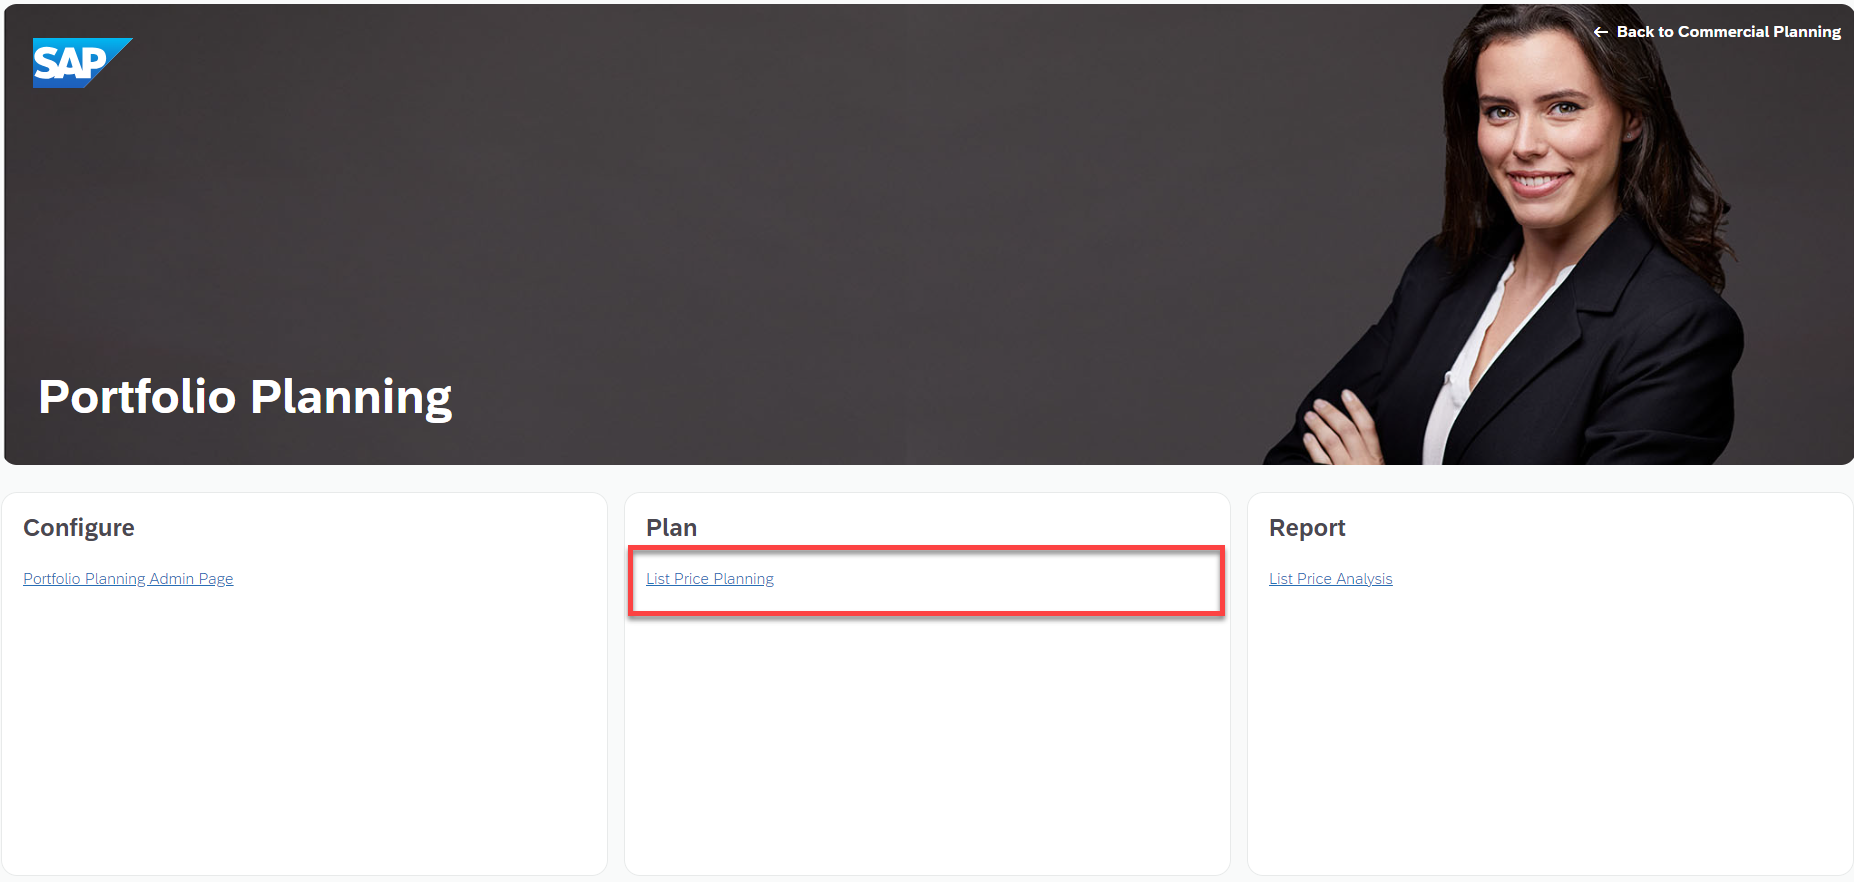 SAP
← Back to Commercial Planning
Portfolio Planning
Configure
Portfolio Planning Admin Page
Plan
List Price Planning
Report
List Price Analysis